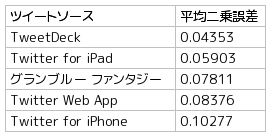 ツイートソース 平均二乗誤差
TweetDeck 0.04353
Twitter for iPad 0.05903
グランブルー ファンタジー 0.07811
Twitter Web App 0.08376
Twitter for iPhone 0.10277